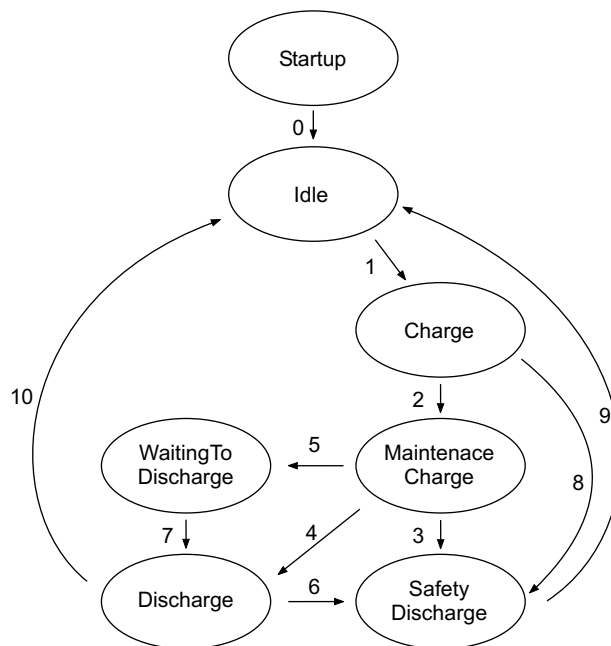 Startup
0
Idle
1
Charge
10
2
9
WaitingTo
Discharge
5
Maintenace
Charge
8
7
4
3
Discharge
6
Safety
Discharge